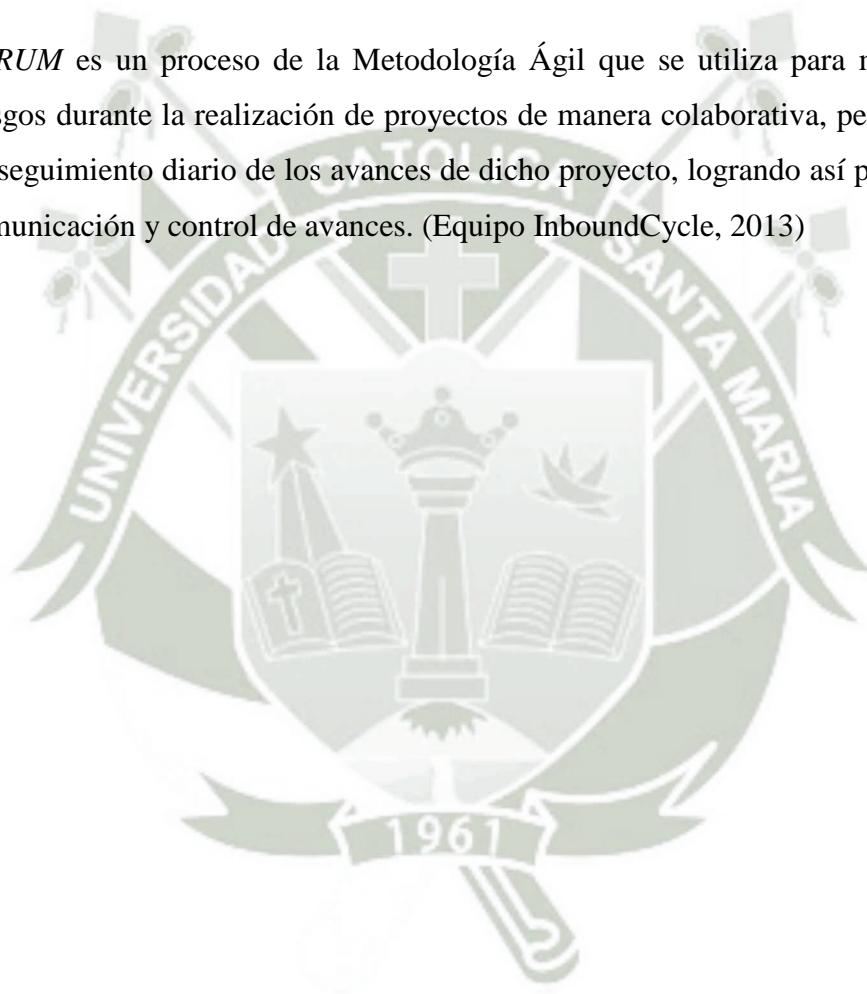 RUM es un proceso de la Metodología Ágil que se utiliza para m
sgos durante la realización de proyectos de manera colaborativa, pe
seguimiento diario de los avances de dicho proyecto, logrando así p
municación y control de avances. (Equipo InboundCycle, 2013)
UNIVERSIDAD CATOLICA SANTA MARIA
1961